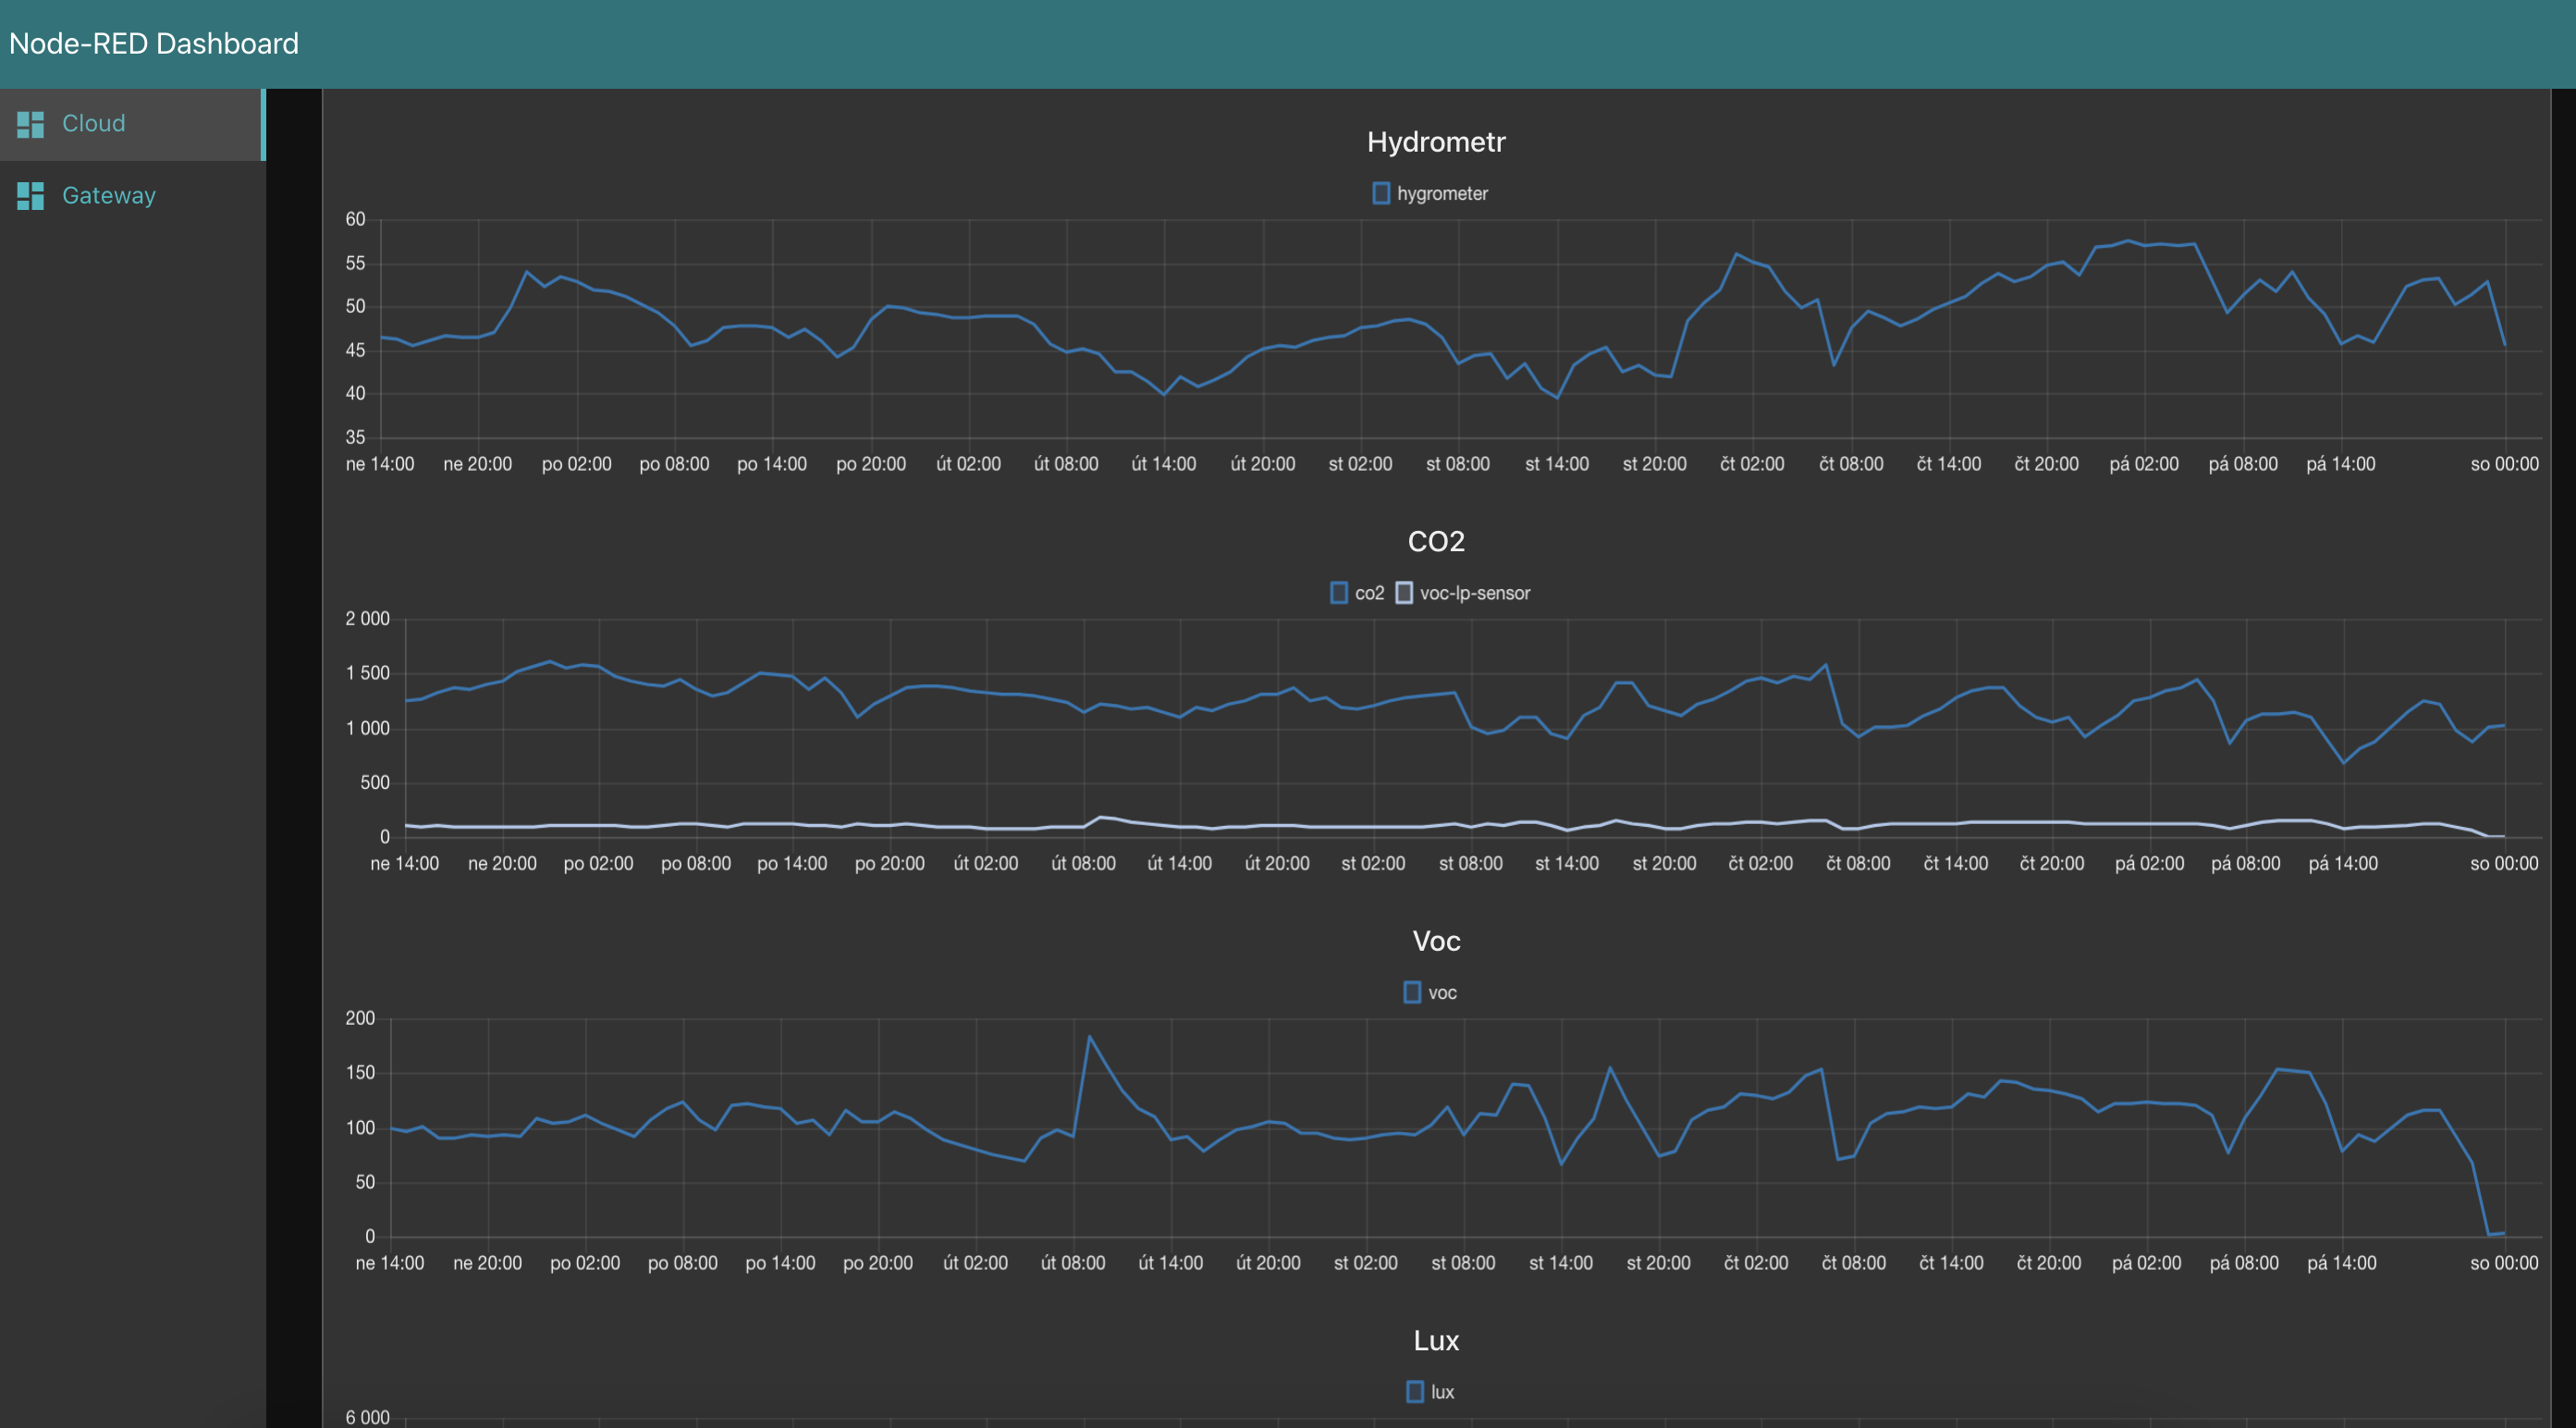 Node-RED Dashboard
Cloud
Gateway
Hydrometr
hygrometer
60
55
50
45
40
35
ne 14:00 ne 20:00 po 02:00 po 08:00 po 14:00 po 20:00 út 02:00 út 08:00 út 14:00 út 20:00 st 02:00 st 08:00 st 14:00 st 20:00 čt 02:00 čt 08:00 čt 14:00 čt 20:00 pá 02:00 pá 08:00 pá 14:00 so 00:00
CO2
co2 voc-lp-sensor
2 000
1 500
1 000
500
0
ne 14:00 ne 20:00 po 02:00 po 08:00 po 14:00 po 20:00 út 02:00 út 08:00 út 14:00 út 20:00 st 02:00 st 08:00 st 14:00 st 20:00 čt 02:00 čt 08:00 čt 14:00 čt 20:00 pá 02:00 pá 08:00 pá 14:00 so 00:00
Voc
voc
200
150
100
50
0
ne 14:00 ne 20:00 po 02:00 po 08:00 po 14:00 po 20:00 út 02:00 út 08:00 út 14:00 út 20:00 st 02:00 st 08:00 st 14:00 st 20:00 čt 02:00 čt 08:00 čt 14:00 čt 20:00 pá 02:00 pá 08:00 pá 14:00 so 00:00
Lux
lux
6 000